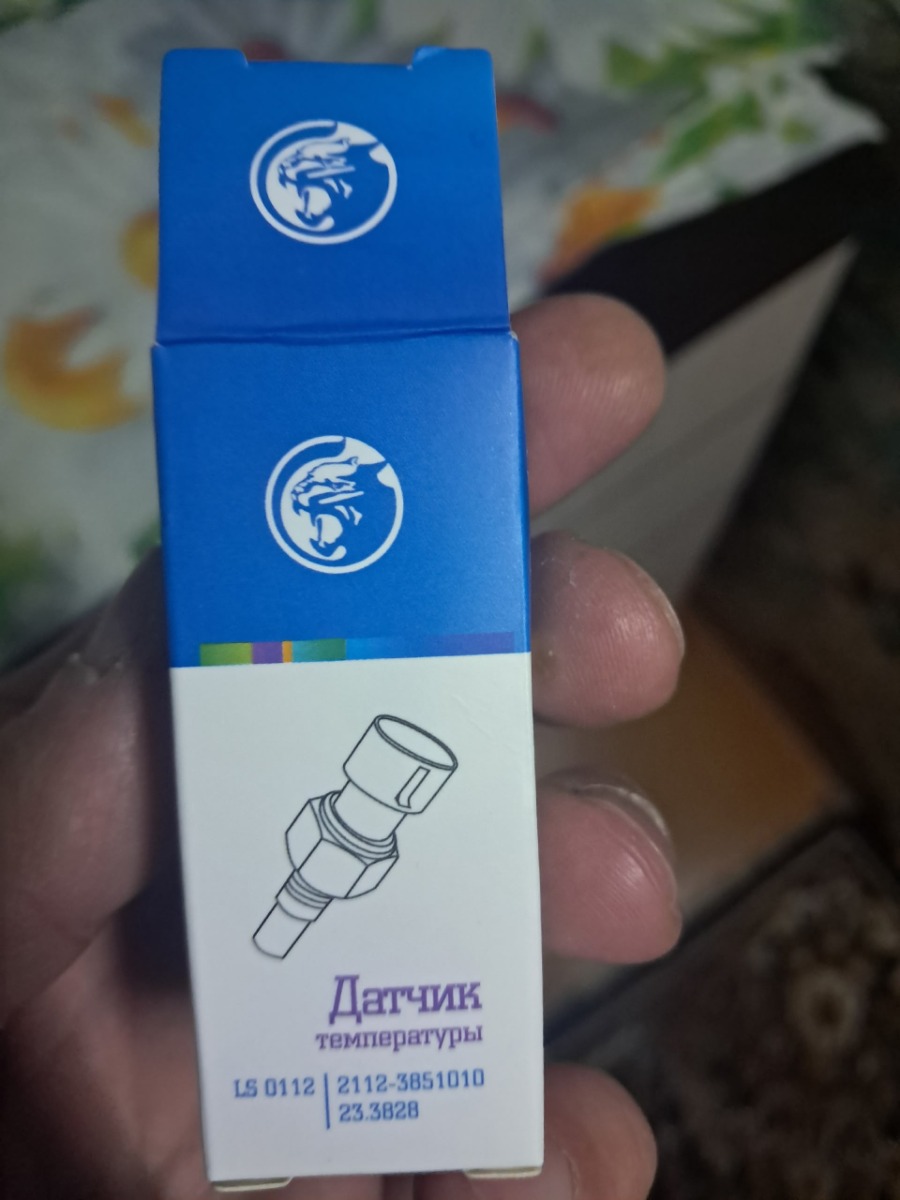 Датчик
температуры
LS 0112 | 2112-3851010
23.3828